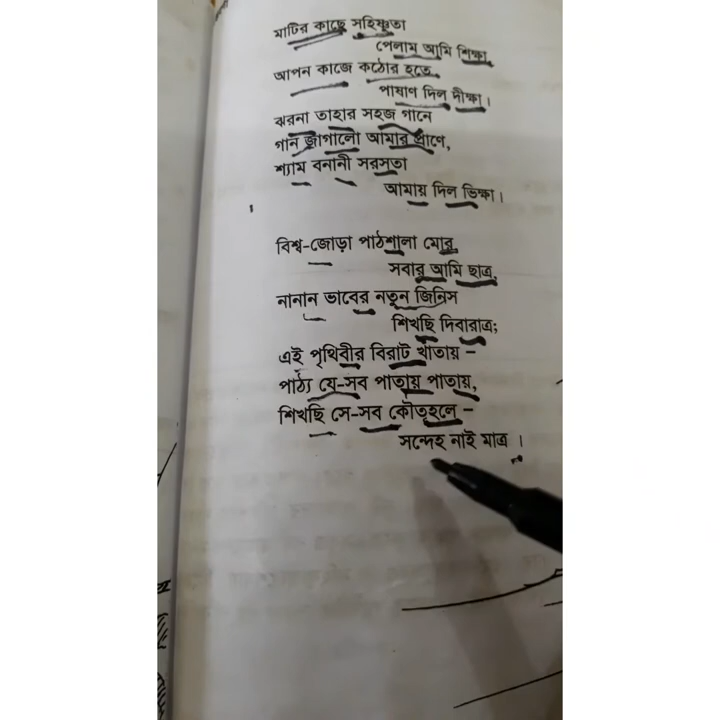 মাটির কাছে সহিষ্ণুতা
পেলাম আমি শিক্ষা,
আপন কাজে কঠোর হতে
পাষাণ দিল দীক্ষা।
ঝরনা তাহার সহজ গানে
গান জাগালো আমার প্রাণে,
শ্যাম বনানী সরসতা
আমায় দিল ভিক্ষা।
বিশ্ব-জোড়া পাঠশালা মোর,
সবার আমি ছাত্র,
নানান ভাবের নতুন জিনিস
শিখছি দিবারাত্র;
এই পৃথিবীর বিরাট খাতায় –
পাঠ্য যে-সব পাতায় পাতায়,
শিখছি সে-সব কৌতূহলে –
সন্দেহ নাই মাত্র।